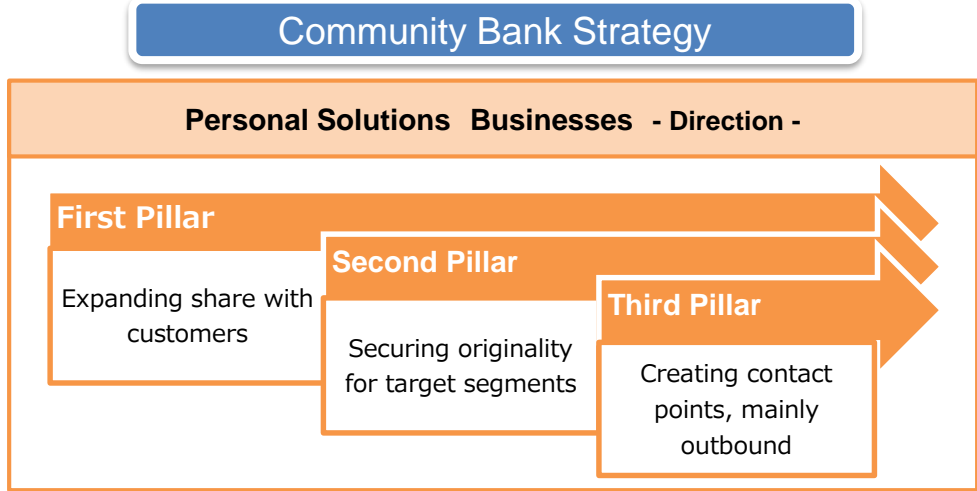 Community Bank Strategy
Personal Solutions Businesses - Direction -
First Pillar
Expanding share with
customers
Second Pillar
Securing originality
for target segments
Third Pillar
Creating contact
points, mainly
outbound